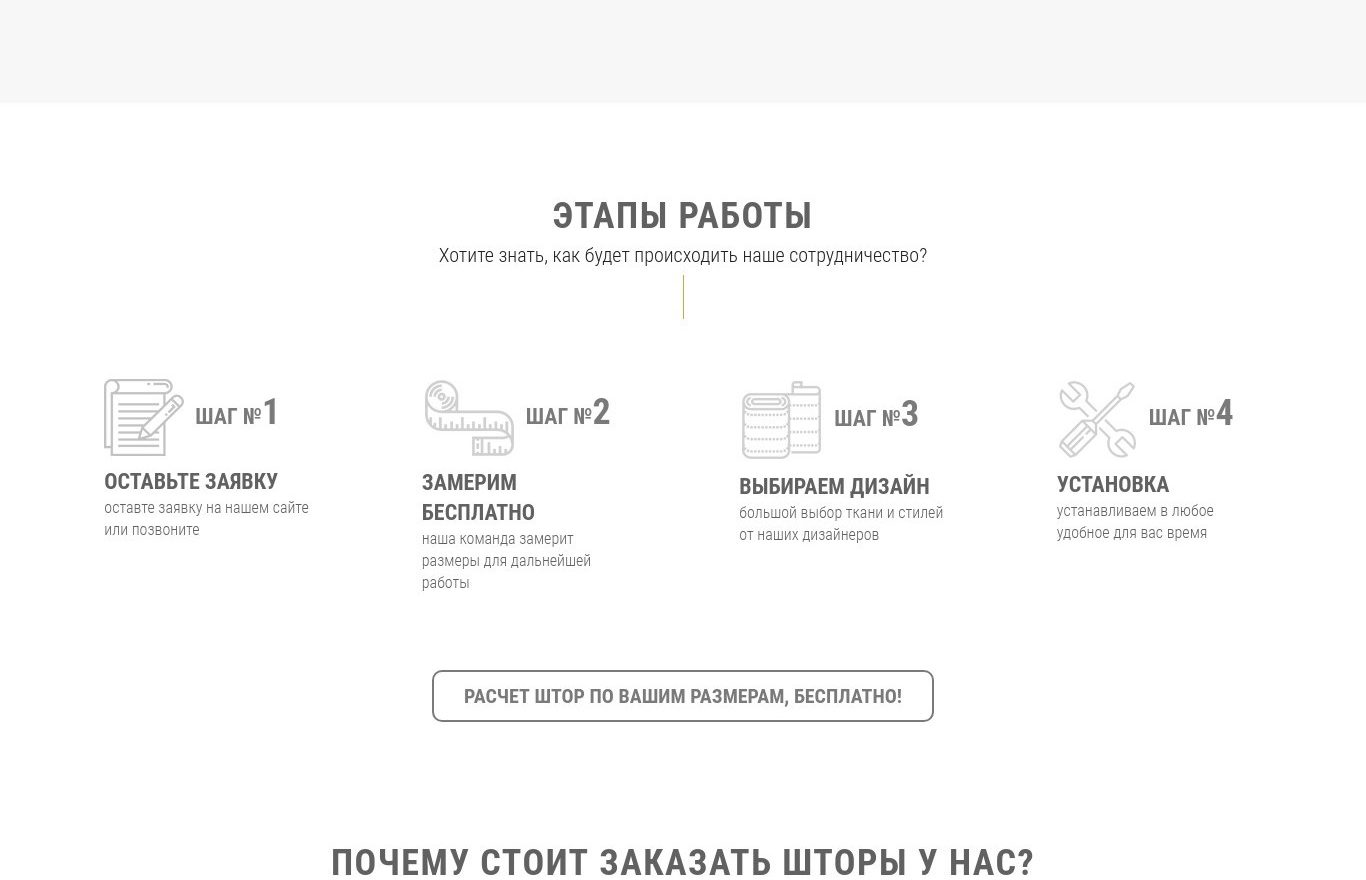 ЭТАПЫ РАБОТЫ
Хотите знать, как будет происходить наше сотрудничество?
ШАГ №1
ОСТАВЬТЕ ЗАЯВКУ
оставте заявку на нашем сайте
или позвоните
ШАГ №2
ЗАМЕРИМ
БЕСПЛАТНО
наша команда замерит
размеры для дальнейшей
работы
ШАГ №3
ВЫБИРАЕМ ДИЗАЙН
большой выбор ткани и стилей
от наших дизайнеров
ШАГ №4
УСТАНОВКА
устанавливаем в любое
удобное для вас время
РАСЧЕТ ШТОР ПО ВАШИМ РАЗМЕРАМ, БЕСПЛАТНО!
ПОЧЕМУ СТОИТ ЗАКАЗАТЬ ШТОРЫ У НАС?